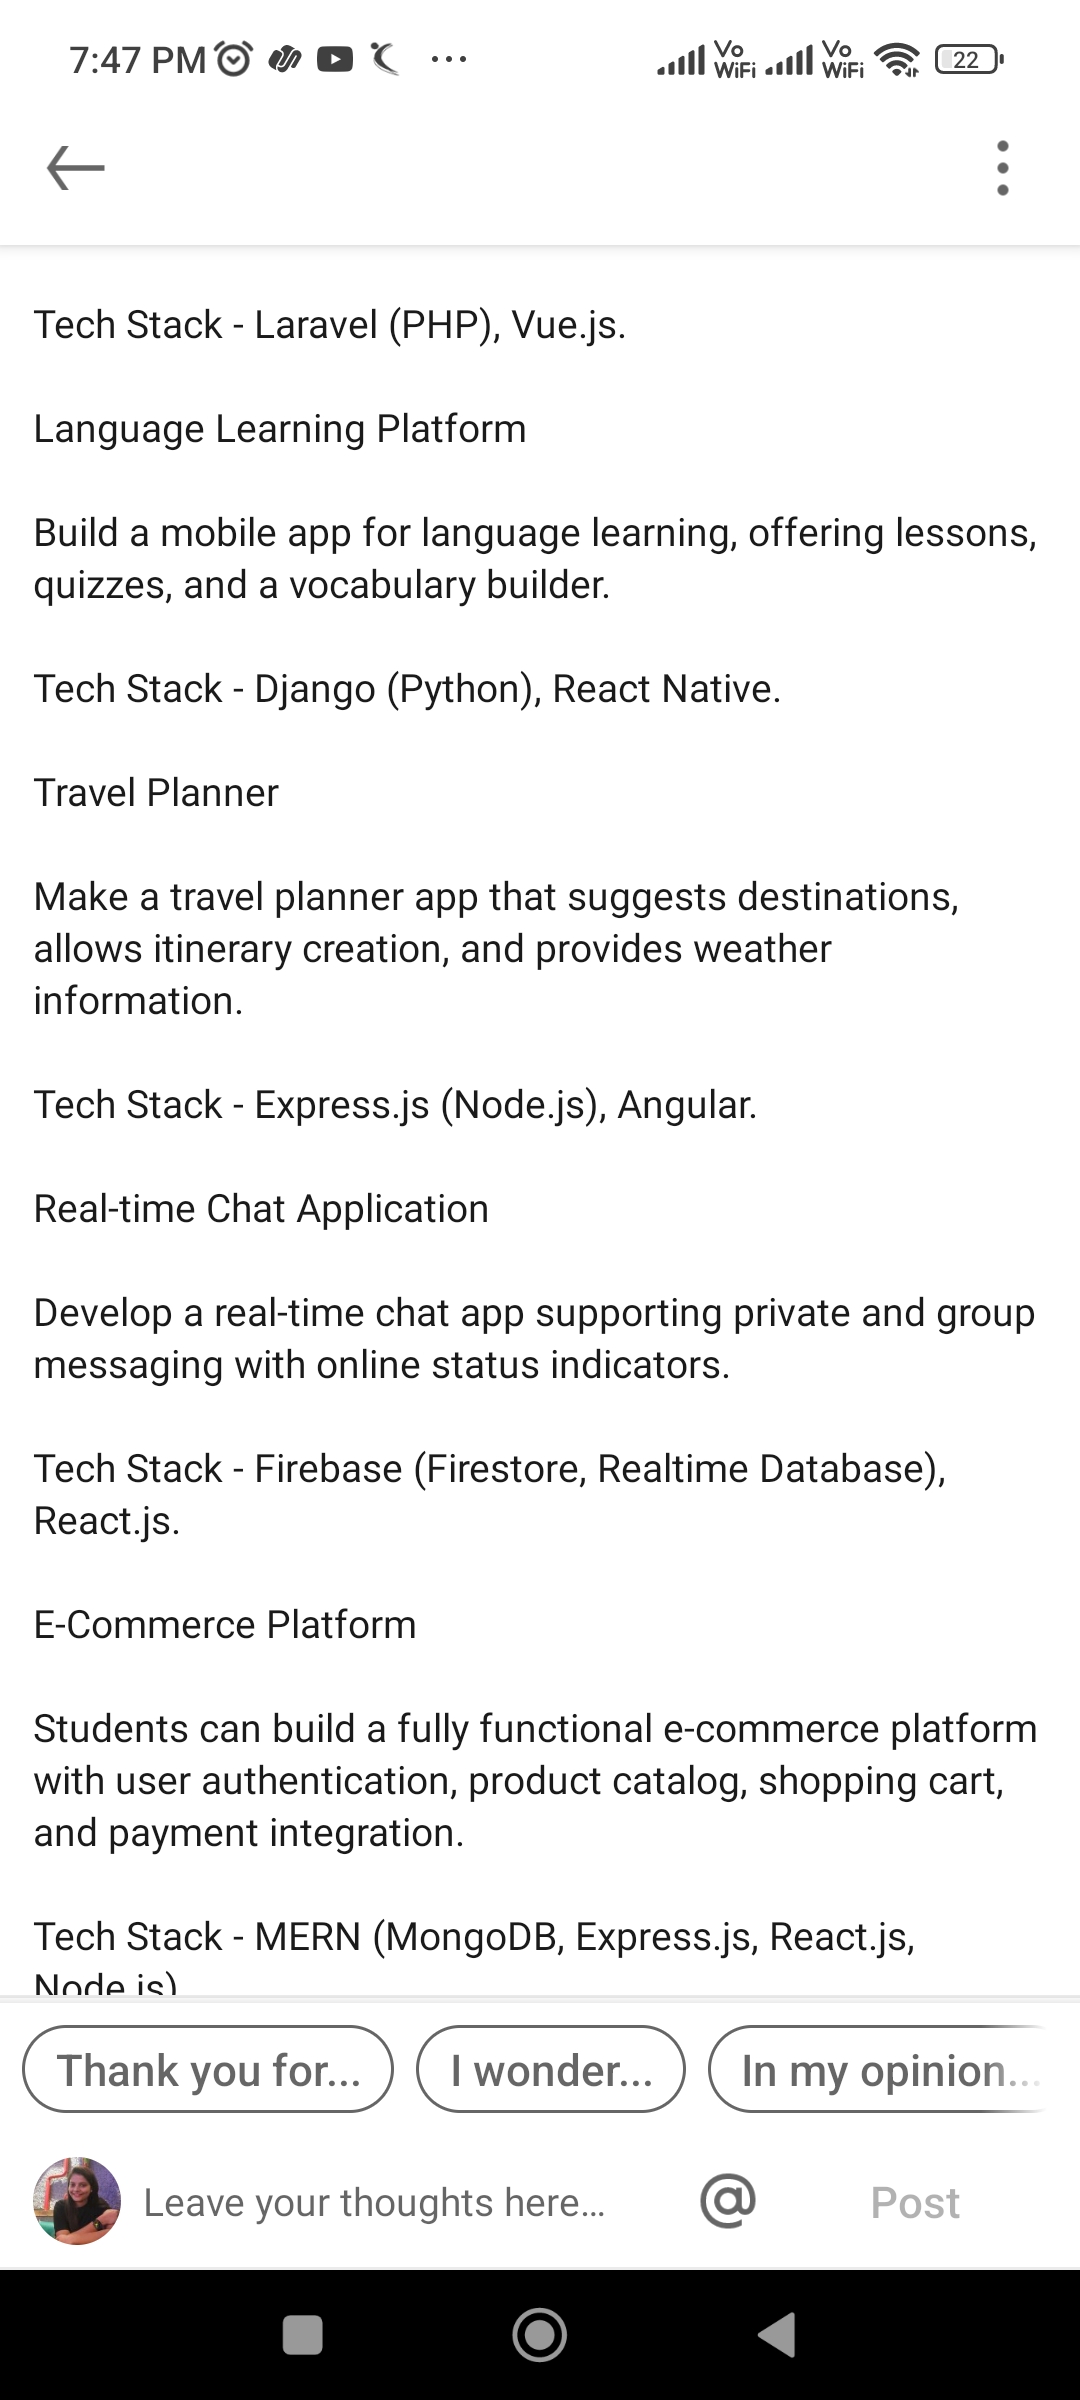 7:47 PM
Vo WiFi
Vo WiFi
22
Tech Stack - Laravel (PHP), Vue.js.
Language Learning Platform
Build a mobile app for language learning, offering lessons,
quizzes, and a vocabulary builder.
Tech Stack - Django (Python), React Native.
Travel Planner
Make a travel planner app that suggests destinations,
allows itinerary creation, and provides weather
information.
Tech Stack - Express.js (Node.js), Angular.
Real-time Chat Application
Develop a real-time chat app supporting private and group
messaging with online status indicators.
Tech Stack - Firebase (Firestore, Realtime Database),
React.js.
E-Commerce Platform
Students can build a fully functional e-commerce platform
with user authentication, product catalog, shopping cart,
and payment integration.
Tech Stack - MERN (MongoDB, Express.js, React.js,
Node.js)
Thank you for... I wonder... In my opinion...
Leave your thoughts here... @ Post